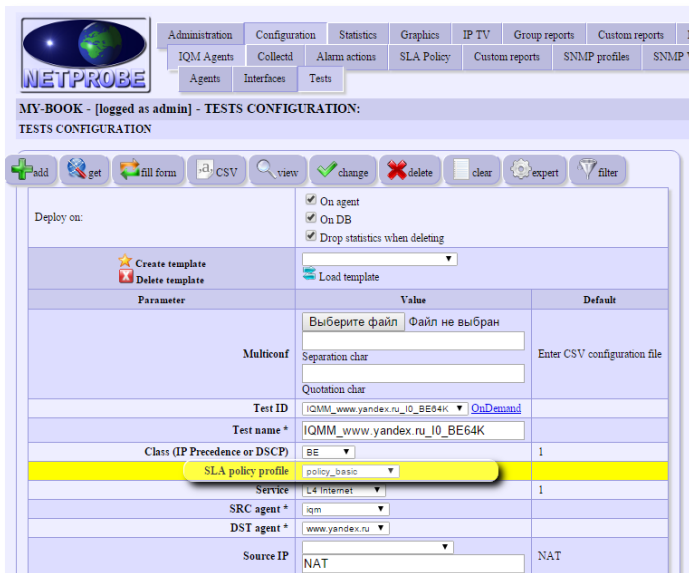 NETPROBE
Administration Configuration Statistics Graphics IP TV Group reports Custom reports
IQM Agents Collectd Alarm actions SLA Policy Custom reports SNMP profiles SNMP
Agents Interfaces Tests
MY-BOOK - [logged as admin] - TESTS CONFIGURATION:
TESTS CONFIGURATION
add get fill form ,a, CSV view change delete clear expert filter
Deploy on:
On agent
On DB
Drop statistics when deleting
Create template
Delete template
Load template
Parameter Value Default
Multiconf
Выберите файл Файл не выбран
Separation char
Quotation char
Enter CSV configuration file
Test ID IQMM_www.yandex.ru_I0_BE64K OnDemand
Test name * IQMM_www.yandex.ru_I0_BE64K
Class (IP Precedence or DSCP) BE 1
SLA policy profile policy_basic
Service L4 Internet 1
SRC agent * iqm
DST agent * www.yandex.ru
Source IP NAT NAT